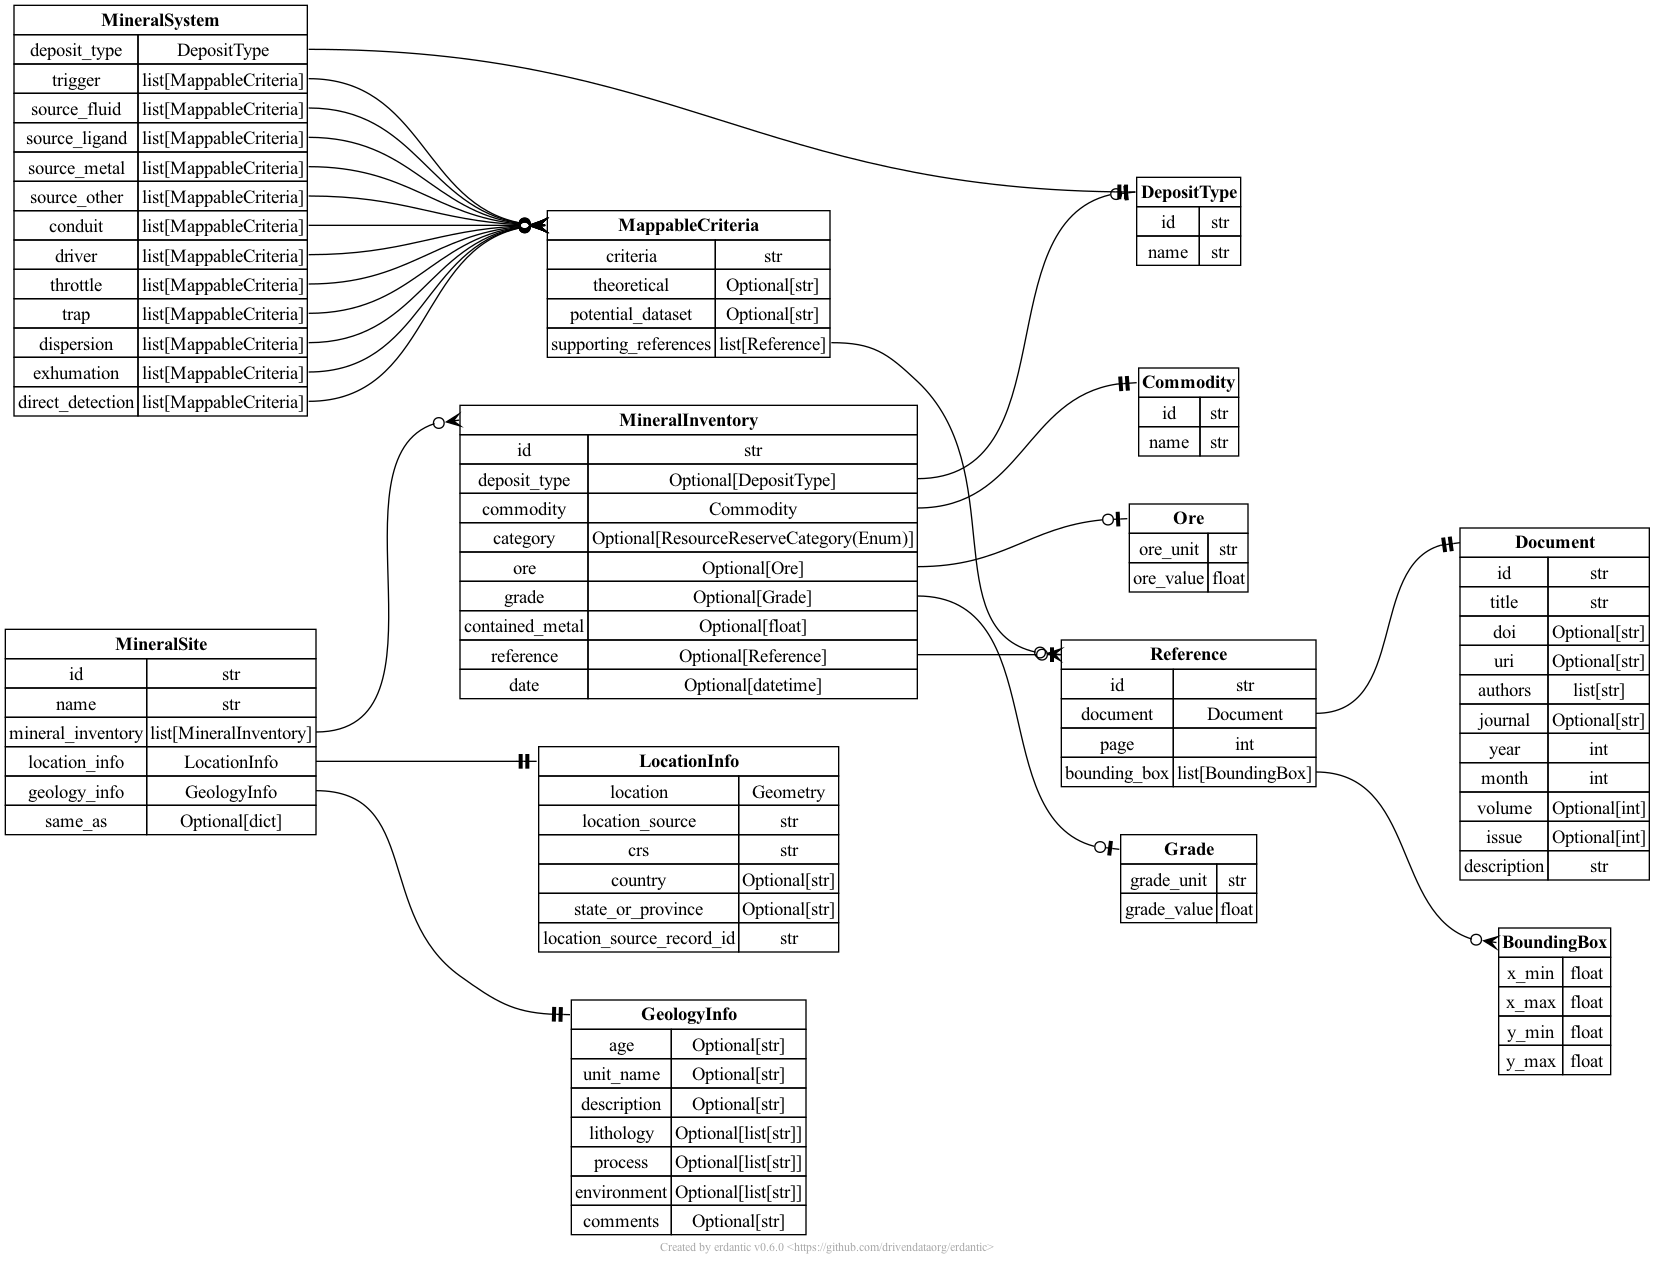 MineralSystem
deposit_type DepositType
trigger list[MappableCriteria]
source_fluid list[MappableCriteria]
source_ligand list[MappableCriteria]
source_metal list[MappableCriteria]
source_other list[MappableCriteria]
conduit list[MappableCriteria]
driver list[MappableCriteria]
throttle list[MappableCriteria]
trap list[MappableCriteria]
dispersion list[MappableCriteria]
exhumation list[MappableCriteria]
direct_detection list[MappableCriteria]
MappableCriteria
criteria str
theoretical Optional[str]
potential_dataset Optional[str]
supporting_references list[Reference]
DepositType
id str
name str
Commodity
id str
name str
MineralInventory
id str
deposit_type Optional[DepositType]
commodity Commodity
category Optional[ResourceReserveCategory(Enum)]
ore Optional[Ore]
grade Optional[Grade]
contained_metal Optional[float]
reference Optional[Reference]
date Optional[datetime]
Ore
ore_unit str
ore_value float
Document
id str
title str
doi Optional[str]
uri Optional[str]
authors list[str]
journal Optional[str]
year int
month int
volume Optional[int]
issue Optional[int]
description str
MineralSite
id str
name str
mineral_inventory list[MineralInventory]
location_info LocationInfo
geology_info GeologyInfo
same_as Optional[dict]
Reference
id str
document Document
page int
bounding_box list[BoundingBox]
LocationInfo
location Geometry
location_source str
crs str
country Optional[str]
state_or_province Optional[str]
location_source_record_id str
Grade
grade_unit str
grade_value float
BoundingBox
x_min float
x_max float
y_min float
y_max float
GeologyInfo
age Optional[str]
unit_name Optional[str]
description Optional[str]
lithology Optional[list[str]]
process Optional[list[str]]
environment Optional[list[str]]
comments Optional[str]
Created by erdantic v0.6.0 <https://github.com/drivendataorg/erdantic>